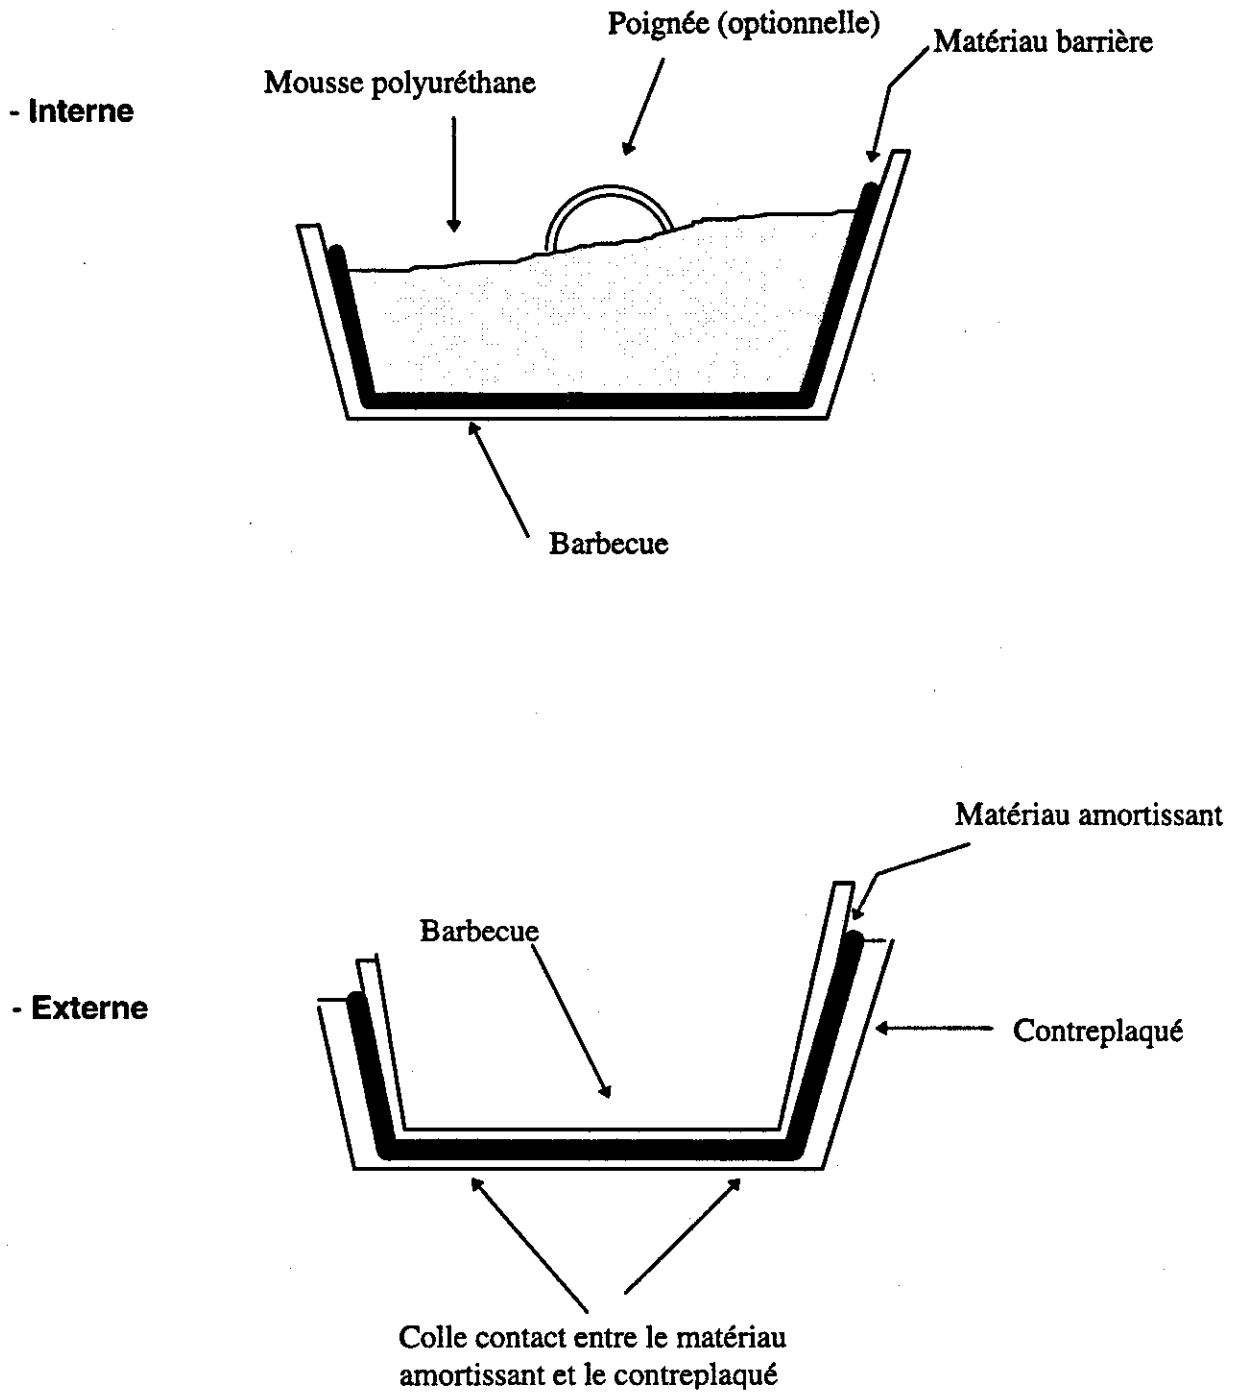 Poignée (optionnelle)
Matériau barrière
Mousse polyuréthane
- Interne
Barbecue
Matériau amortissant
Barbecue
- Externe
Contreplaqué
Colle contact entre le matériau
amortissant et le contreplaqué